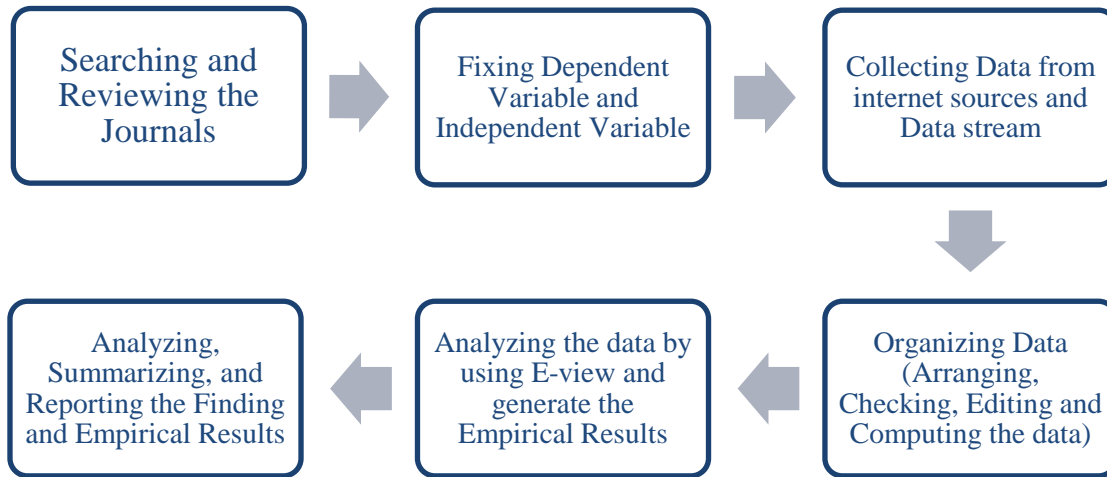 Searching and
Reviewing the
Journals
Fixing Dependent
Variable and
Independent Variable
Collecting Data from
internet sources and
Data stream
Organizing Data
(Arranging,
Checking, Editing and
Computing the data)
Analyzing the data by
using E-view and
generate the
Empirical Results
Analyzing,
Summarizing, and
Reporting the Finding
and Empirical Results